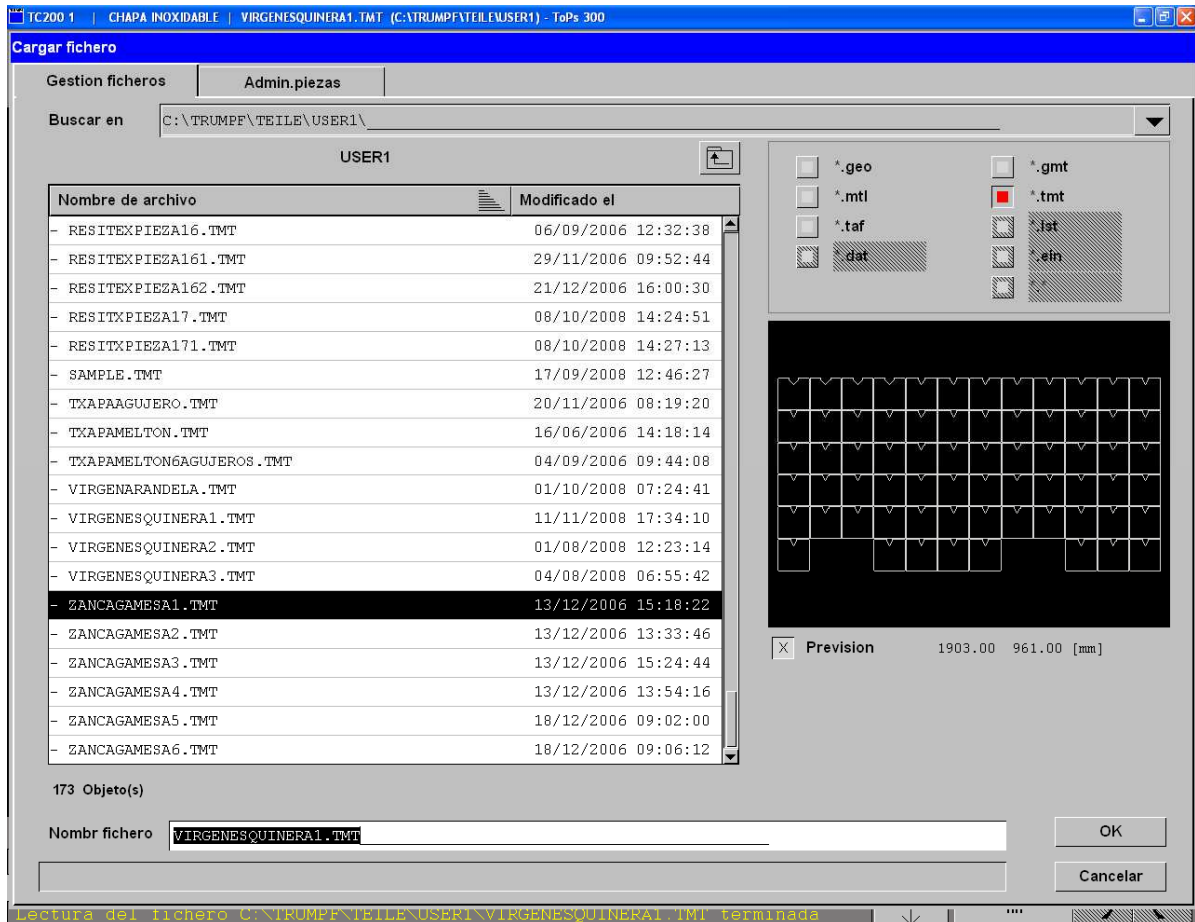 TC200 1 | CHAPA INOXIDABLE | VIRGENESQUINERA1.TMT (C:\TRUMPF\TEILE\USER1) - ToPs 300
Cargar fichero
Gestion ficheros Admin.piezas
Buscar en C:\TRUMPF\TEILE\USER1\
USER1
Nombre de archivo Modificado el
- RESITEXPIEZA16.TMT 06/09/2006 12:32:38
- RESITEXPIEZA161.TMT 29/11/2006 09:52:44
- RESITEXPIEZA162.TMT 21/12/2006 16:00:30
- RESITXPIEZA17.TMT 08/10/2008 14:24:51
- RESITXPIEZA171.TMT 08/10/2008 14:27:13
- SAMPLE.TMT 17/09/2008 12:46:27
- TXAPAAGUJERO.TMT 20/11/2006 08:19:20
- TXAPAMELTON.TMT 16/06/2006 14:18:14
- TXAPAMELTON6AGUJEROS.TMT 04/09/2006 09:44:08
- VIRGENARANDELA.TMT 01/10/2008 07:24:41
- VIRGENESQUINERA1.TMT 11/11/2008 17:34:10
- VIRGENESQUINERA2.TMT 01/08/2008 12:23:14
- VIRGENESQUINERA3.TMT 04/08/2008 06:55:42
- ZANCAGAMESA1.TMT 13/12/2006 15:18:22
- ZANCAGAMESA2.TMT 13/12/2006 13:33:46
- ZANCAGAMESA3.TMT 13/12/2006 15:24:44
- ZANCAGAMESA4.TMT 13/12/2006 13:54:16
- ZANCAGAMESA5.TMT 18/12/2006 09:02:00
- ZANCAGAMESA6.TMT 18/12/2006 09:06:12
*.geo *.gmt
*.mtl *.tmt
*.taf *.lst
*.dat *.ein
*.*
X Prevision 1903.00 961.00 [mm]
173 Objeto(s)
Nombr fichero VIRGENESQUINERA1.TMT
OK
Cancelar
Lectura del fichero C:\TRUMPF\TEILE\USER1\VIRGENESQUINERA1.TMT terminada